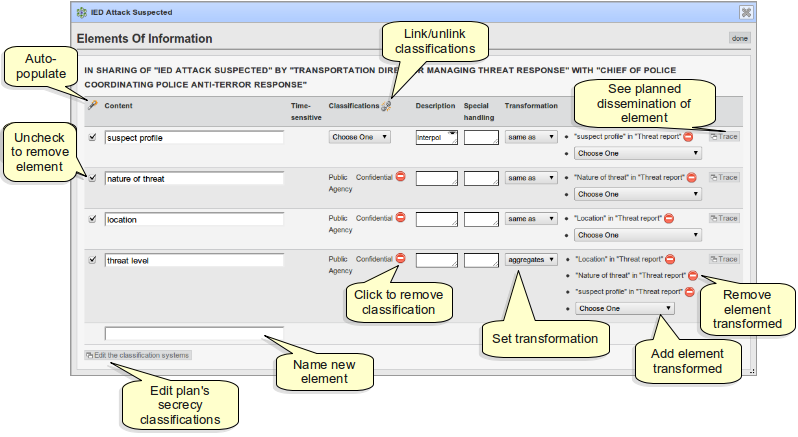 IED Attack Suspected
Elements Of Information
done
Link/unlink
classifications
Auto-
populate
IN SHARING OF "IED ATTACK SUSPECTED" BY "TRANSPORTATION DIRE R MANAGING THREAT RESPONSE" WITH "CHIEF OF POLICE
COORDINATING POLICE ANTI-TERROR RESPONSE"
See planned
dissemination of
element
Content
Time-
sensitive
Classifications
Description
Special
handling
Transformation
Uncheck
to remove
element
suspect profile
Choose One
Interpol
same as
"suspect profile" in "Threat report"
Trace
Choose One
nature of threat
Public Confidential
Agency
same as
"Nature of threat" in "Threat report"
Trace
Choose One
location
Public Confidential
Agency
same as
"Location" in "Threat report"
Trace
Choose One
threat level
Public Confidential
Agency
aggregates
"Location" in "Threat report"
Trace
"Nature of threat" in "Threat report"
"suspect profile" in "Threat report"
Choose One
Click to remove
classification
Set transformation
Remove
element
transformed
Add element
transformed
Name new
element
Edit the classification systems
Edit plan's
secrecy
classifications